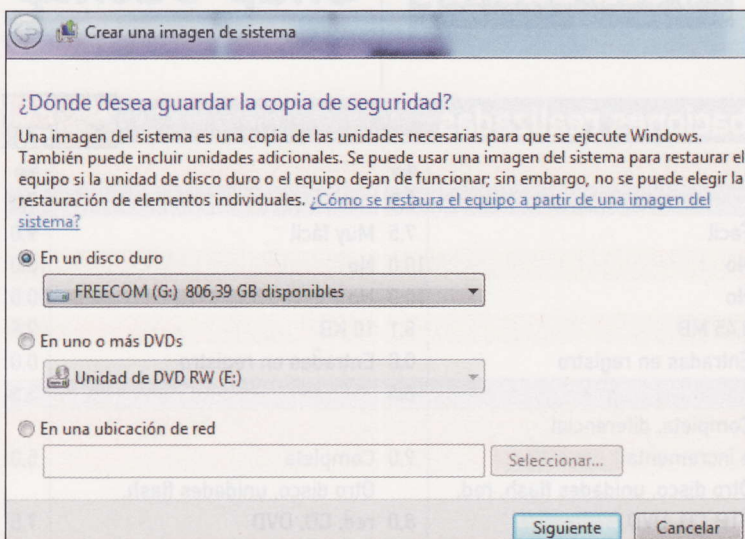 Crear una imagen de sistema
¿Dónde desea guardar la copia de seguridad?
Una imagen del sistema es una copia de las unidades necesarias para que se ejecute Windows.
También puede incluir unidades adicionales. Se puede usar una imagen del sistema para restaurar el
equipo si la unidad de disco duro o el equipo dejan de funcionar; sin embargo, no se puede elegir la
restauración de elementos individuales. ¿Cómo se restaura el equipo a partir de una imagen del
sistema?
En un disco duro
FREECOM (G:) 806,39 GB disponibles
En uno o más DVDs
Unidad de DVD RW (E:)
En una ubicación de red
Seleccionar...
Siguiente
Cancelar